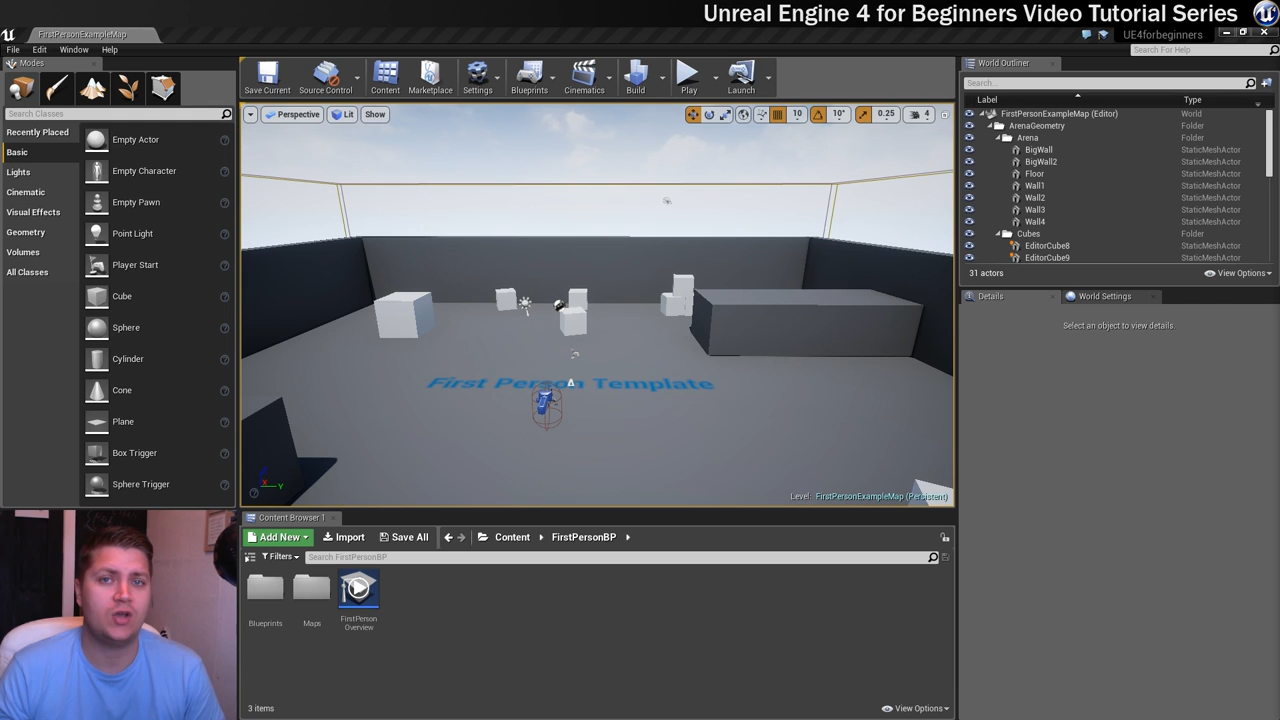 Unreal Engine 4 for Beginners Video Tutorial Series
FirstPersonExampleMap
UE4forbeginners
File Edit Window Help
Search For Help
Modes
Search Classes
Recently Placed
Basic
Lights
Cinematic
Visual Effects
Geometry
Volumes
All Classes
Empty Actor
Empty Character
Empty Pawn
Point Light
Player Start
Cube
Sphere
Cylinder
Cone
Plane
Box Trigger
Sphere Trigger
Save Current
Source Control
Content
Marketplace
Settings
Blueprints
Cinematics
Build
Play
Launch
Perspective
Lit
Show
10
10°
0.25
4
First Person Template
X
Y
Level: FirstPersonExampleMap (Persistent)
Content Browser 1
Add New
Import
Save All
Content
FirstPersonBP
Filters
Search FirstPersonBP
Blueprints
Maps
FirstPerson
Overview
3 items
View Options
World Outliner
Search...
Label Type
FirstPersonExampleMap (Editor) World
ArenaGeometry Folder
Arena Folder
BigWall StaticMeshActor
BigWall2 StaticMeshActor
Floor StaticMeshActor
Wall1 StaticMeshActor
Wall2 StaticMeshActor
Wall3 StaticMeshActor
Wall4 StaticMeshActor
Cubes Folder
EditorCube8 StaticMeshActor
EditorCube9 StaticMeshActor
31 actors
View Options
Details
World Settings
Select an object to view details.